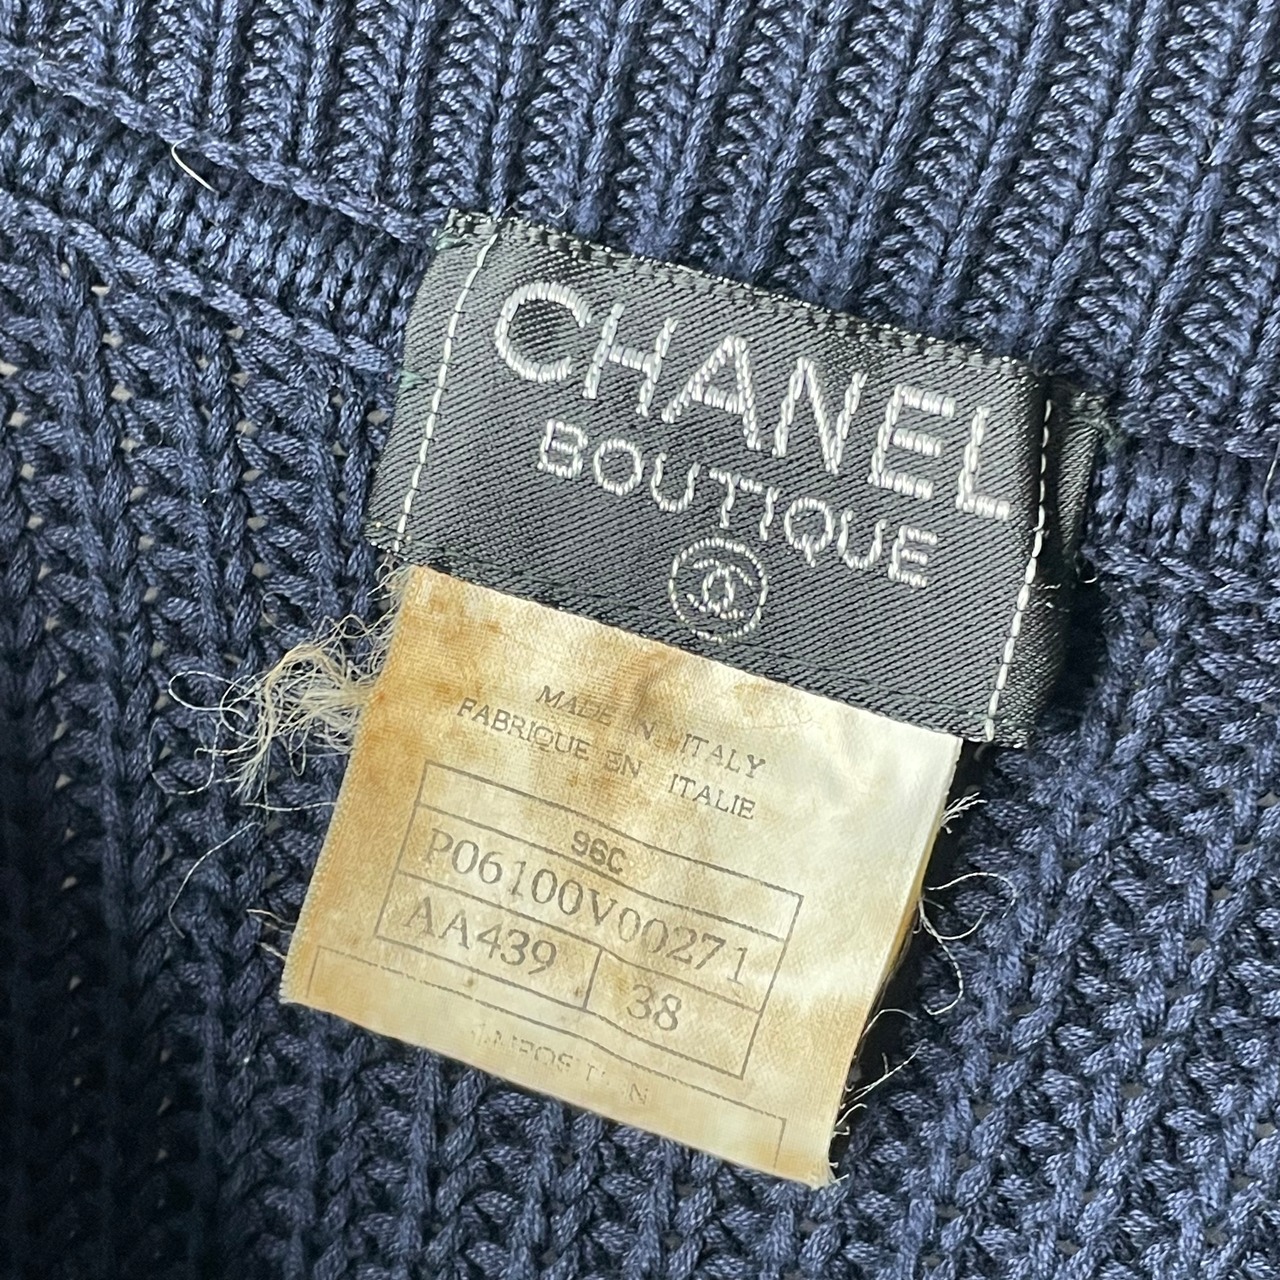 CHANEL
BOUTIQUE
MADE IN ITALY
FABRIQUE EN ITALIE
96C
P06100V00271
AA439 38